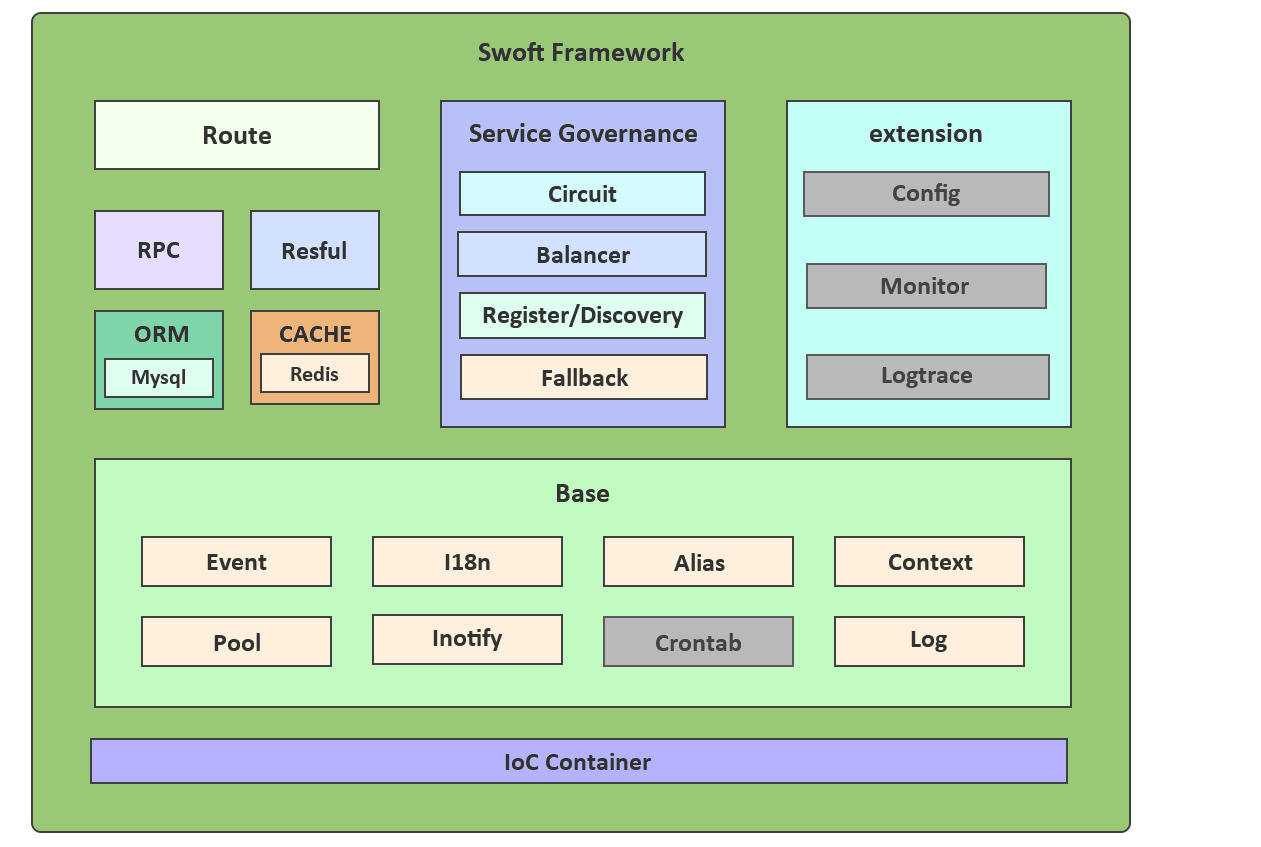 Swoft Framework
Route
RPC
Resful
ORM
Mysql
CACHE
Redis
Service Governance
Circuit
Balancer
Register/Discovery
Fallback
extension
Config
Monitor
Logtrace
Base
Event
I18n
Alias
Context
Pool
Inotify
Crontab
Log
IoC Container